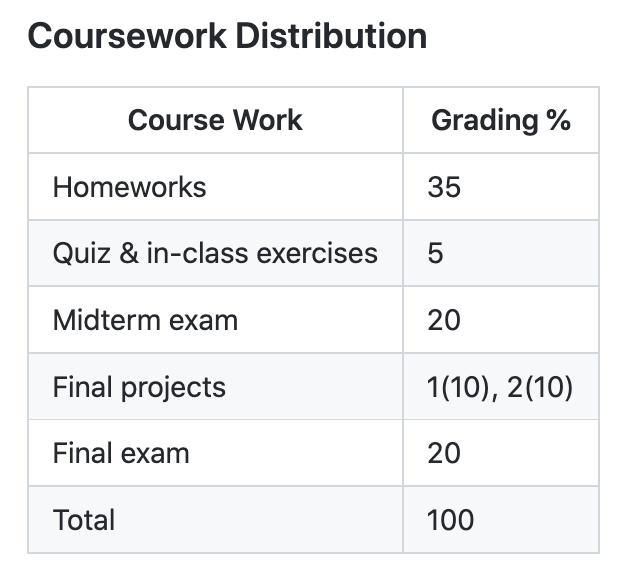 Coursework Distribution
Course Work Grading %
Homeworks 35
Quiz & in-class exercises 5
Midterm exam 20
Final projects 1(10), 2(10)
Final exam 20
Total 100